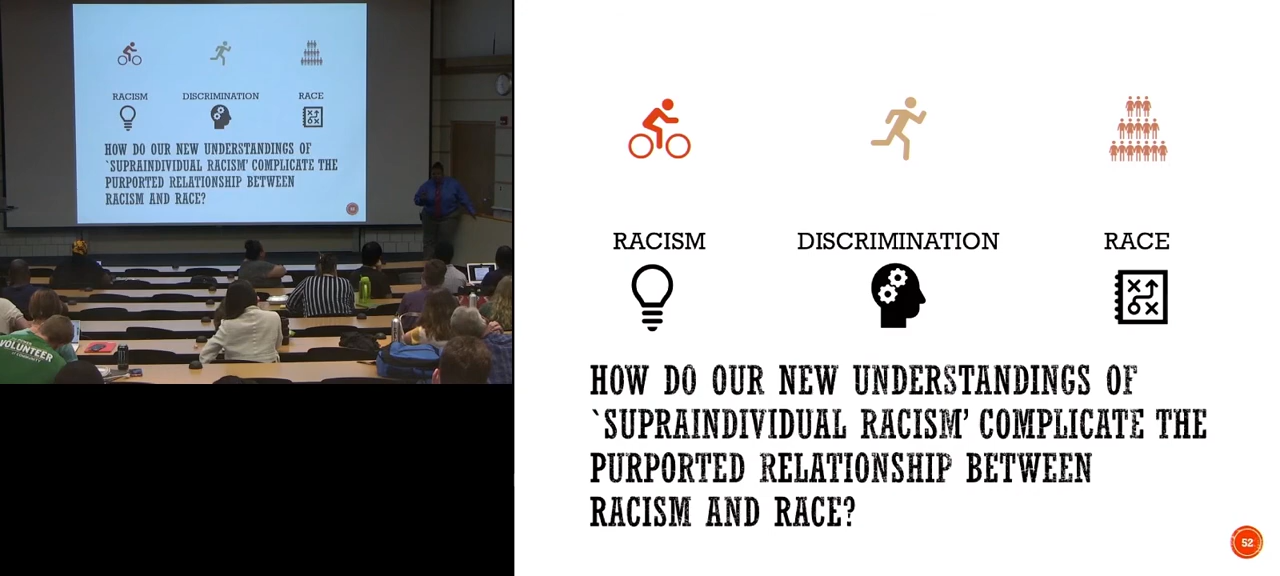 RACISM DISCRIMINATION RACE
HOW DO OUR NEW UNDERSTANDINGS OF
`SUPRAINDIVIDUAL RACISM' COMPLICATE THE
PURPORTED RELATIONSHIP BETWEEN
RACISM AND RACE?
VOLUNTEER
RACISM DISCRIMINATION RACE
HOW DO OUR NEW UNDERSTANDINGS OF
`SUPRAINDIVIDUAL RACISM' COMPLICATE THE
PURPORTED RELATIONSHIP BETWEEN
RACISM AND RACE?
52